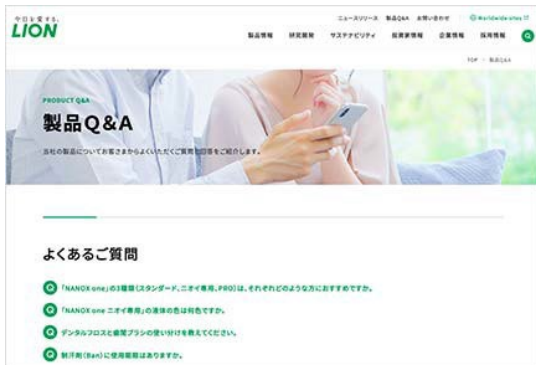 今日を愛する。
LION
ニュースリリース 製品Q&A お問い合わせ Worldwide sites
製品情報 研究開発 サステナビリティ 投資家情報 企業情報 採用情報
TOP 製品Q&A
PRODUCT Q&A
製品Q&A
当社の製品についてお客さまからよくいただくご質問と回答をご紹介します。
よくあるご質問
Q 「NANOX one」の3種類（スタンダード、ニオイ専用、PRO）は、それぞれどのような方におすすめですか。
Q 「NANOX one ニオイ専用」の液体の色は何色ですか。
Q デンタルフロスと歯間ブラシの使い分けを教えてください。
Q 制汗剤（Ban）に使用期限はありますか。